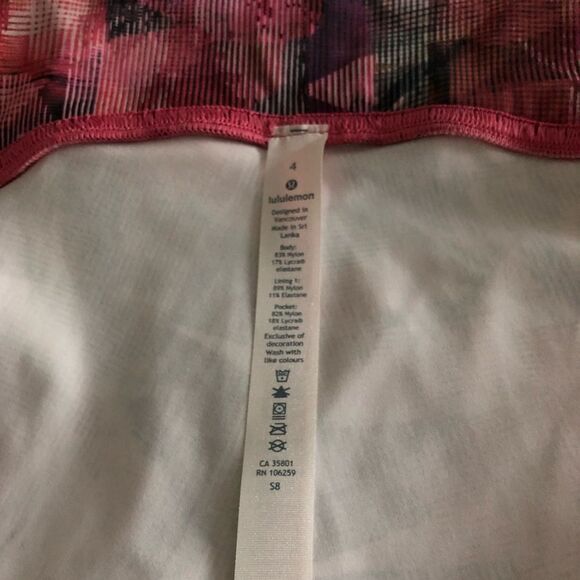 4
lululemon
Designed in
Vancouver
Made in Sri
Lanka
Body:
83% Nylon
17% Lycra®
elastane
Lining 1:
89% Nylon
11% Elastane
Pocket:
82% Nylon
18% Lycra®
elastane
Exclusive of
decoration
Wash with
like colours
CA 35801
RN 106259
S8